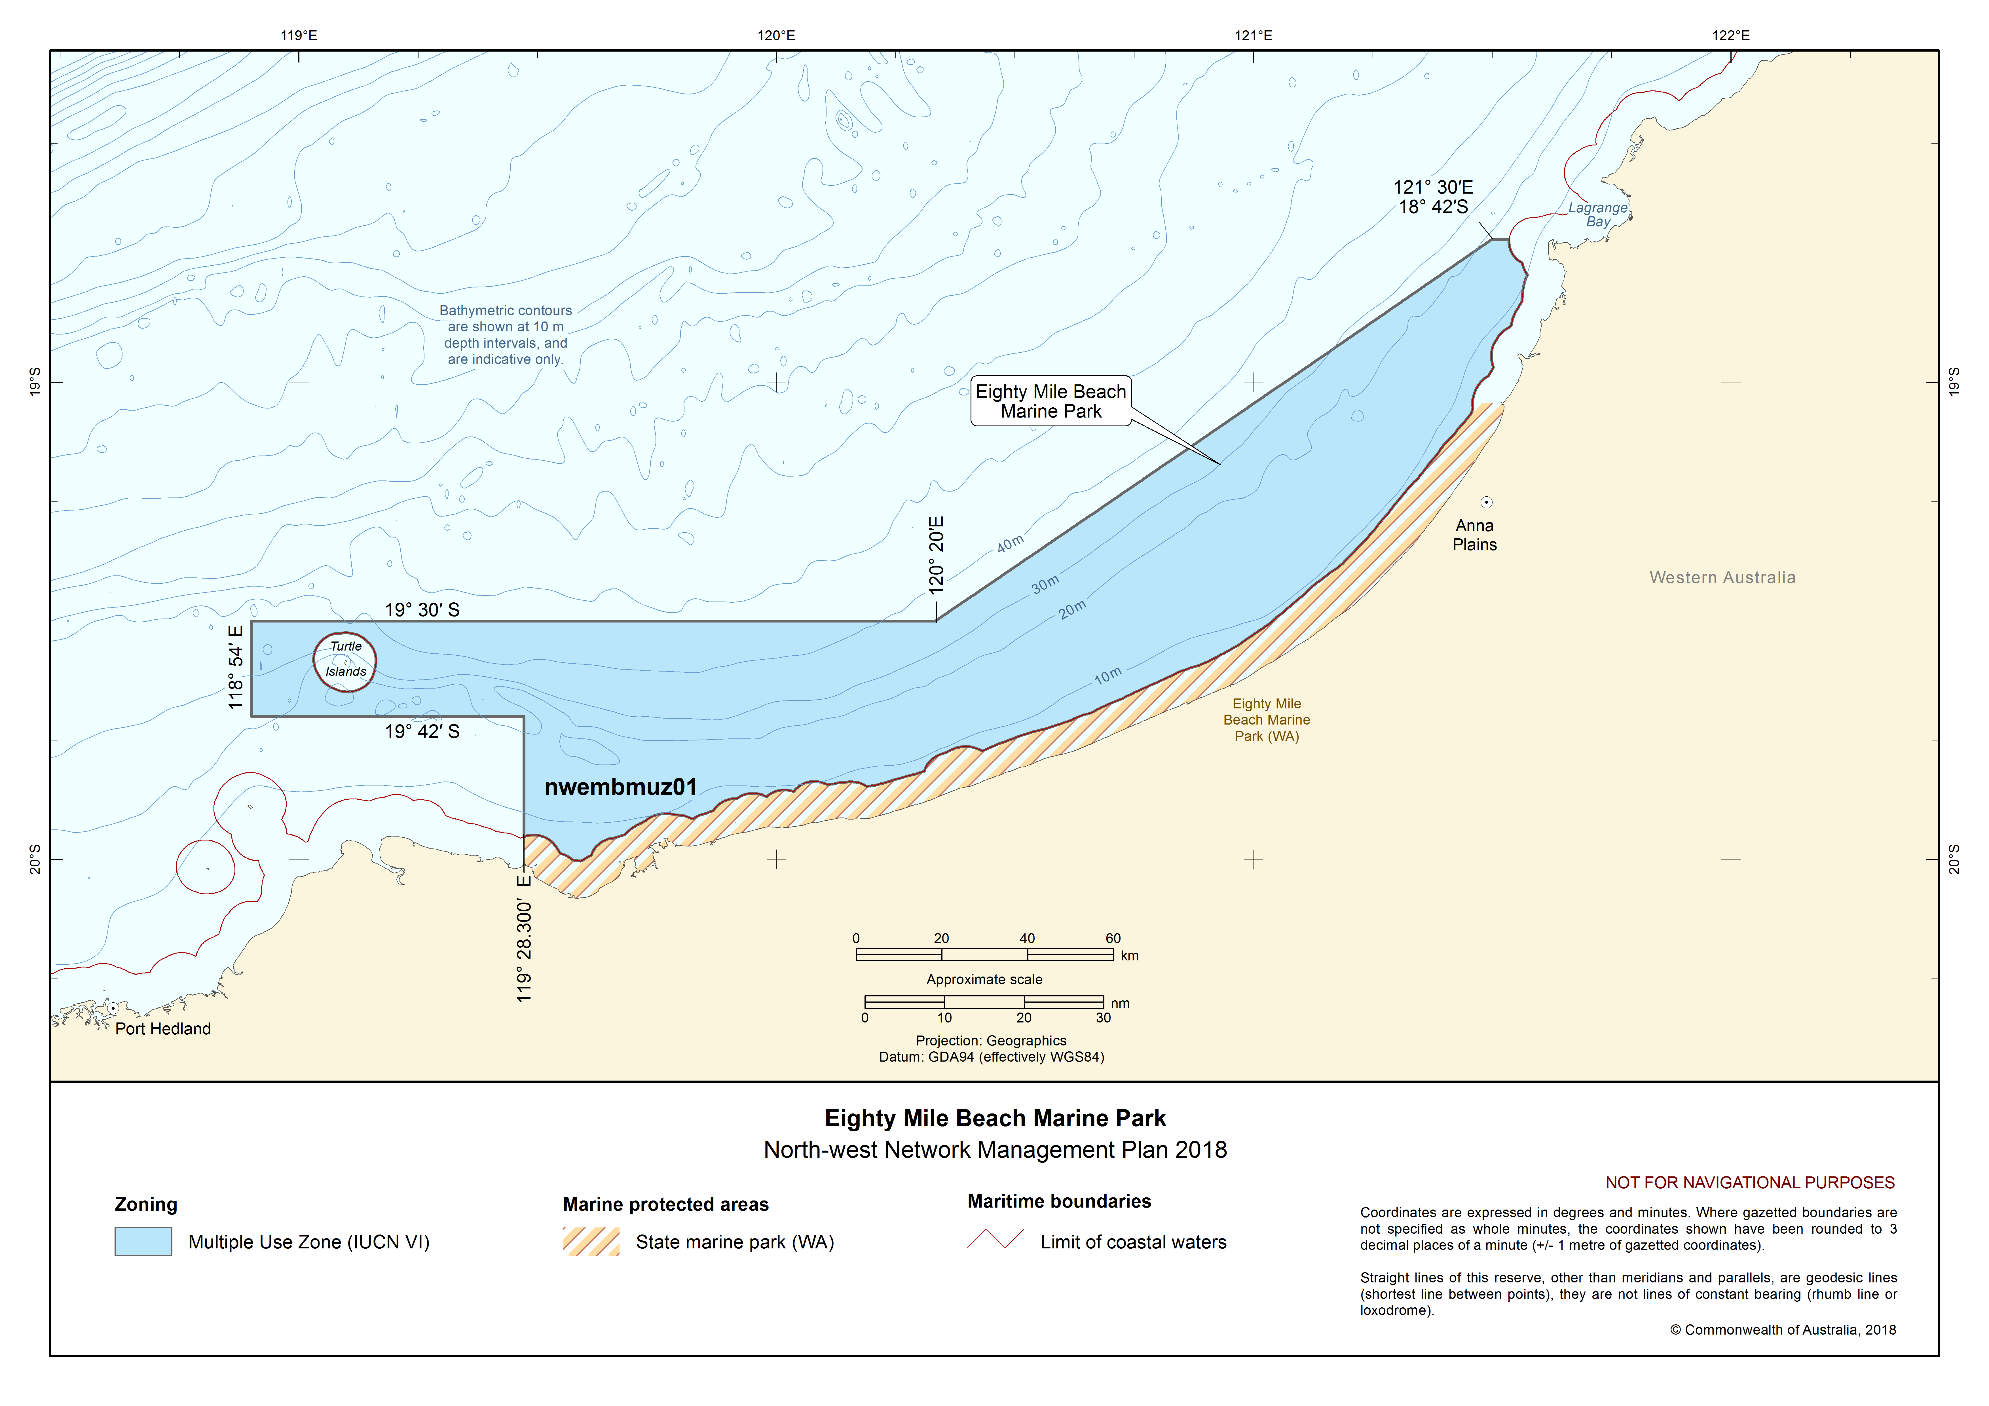 119°E
120°E
121°E
122°E
121° 30′E
18° 42′S
Lagrange
Bay
Bathymetric contours
are shown at 10 m
depth intervals, and
are indicative only.
19°S
19°S
Eighty Mile Beach
Marine Park
Anna
Plains
120° 20′E
40m
30m
20m
10m
Western Australia
19° 30′ S
118° 54′ E
Turtle
Islands
19° 42′ S
Eighty Mile
Beach Marine
Park (WA)
nwembmuz01
20°S
20°S
119° 28.300′ E
0 20 40 60
km
Approximate scale
nm
0 10 20 30
Port Hedland
Projection: Geographics
Datum: GDA94 (effectively WGS84)
Eighty Mile Beach Marine Park
North-west Network Management Plan 2018
Zoning
Multiple Use Zone (IUCN VI)
Marine protected areas
State marine park (WA)
Maritime boundaries
Limit of coastal waters
NOT FOR NAVIGATIONAL PURPOSES
Coordinates are expressed in degrees and minutes. Where gazetted boundaries are
not specified as whole minutes, the coordinates shown have been rounded to 3
decimal places of a minute (+/- 1 metre of gazetted coordinates).
Straight lines of this reserve, other than meridians and parallels, are geodesic lines
(shortest line between points), they are not lines of constant bearing (rhumb line or
loxodrome).
© Commonwealth of Australia, 2018